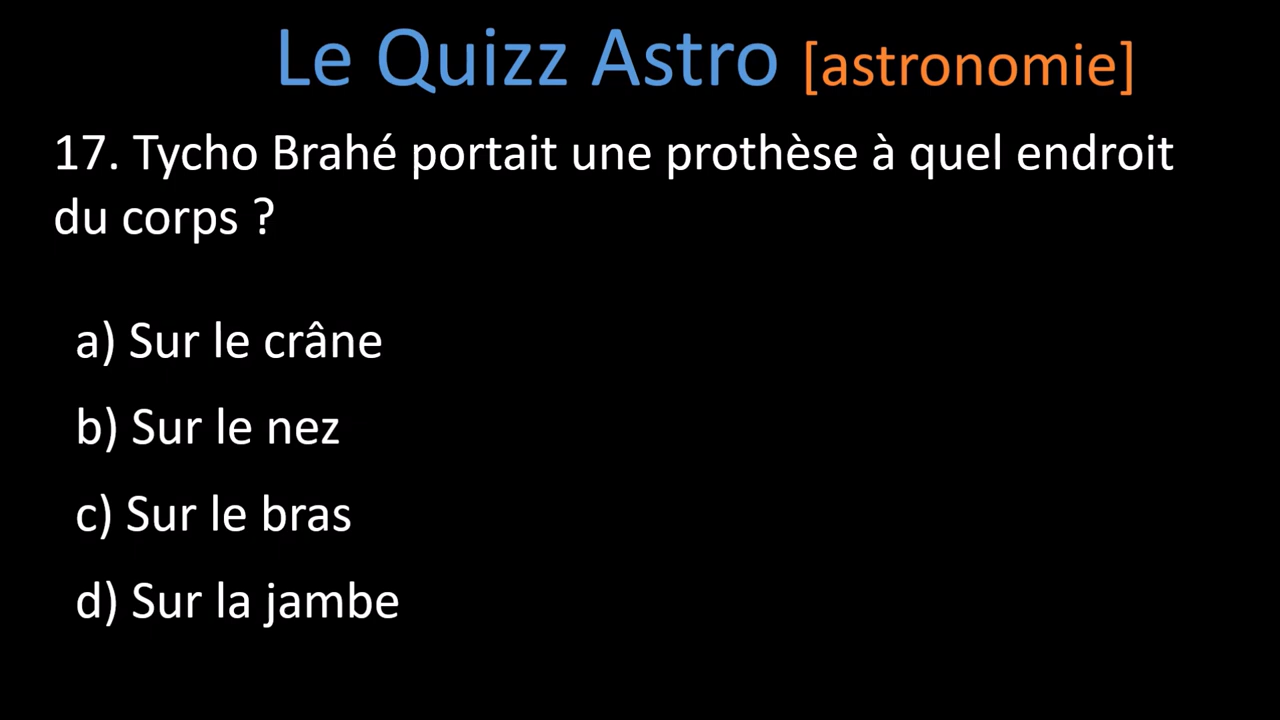 Le Quizz Astro [astronomie]
17. Tycho Brahé portait une prothèse à quel endroit
du corps ?
a) Sur le crâne
b) Sur le nez
c) Sur le bras
d) Sur la jambe